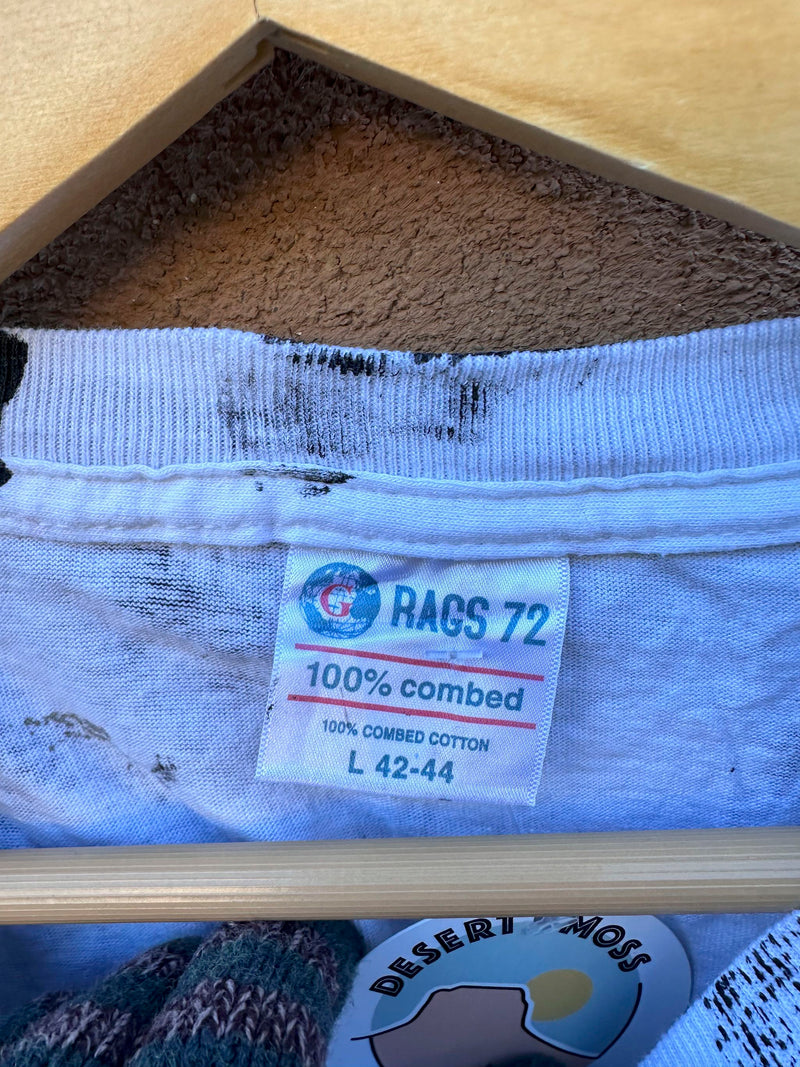 G RAGS 72
100% combed
100% COMBED COTTON
L 42-44
DESERT MOSS